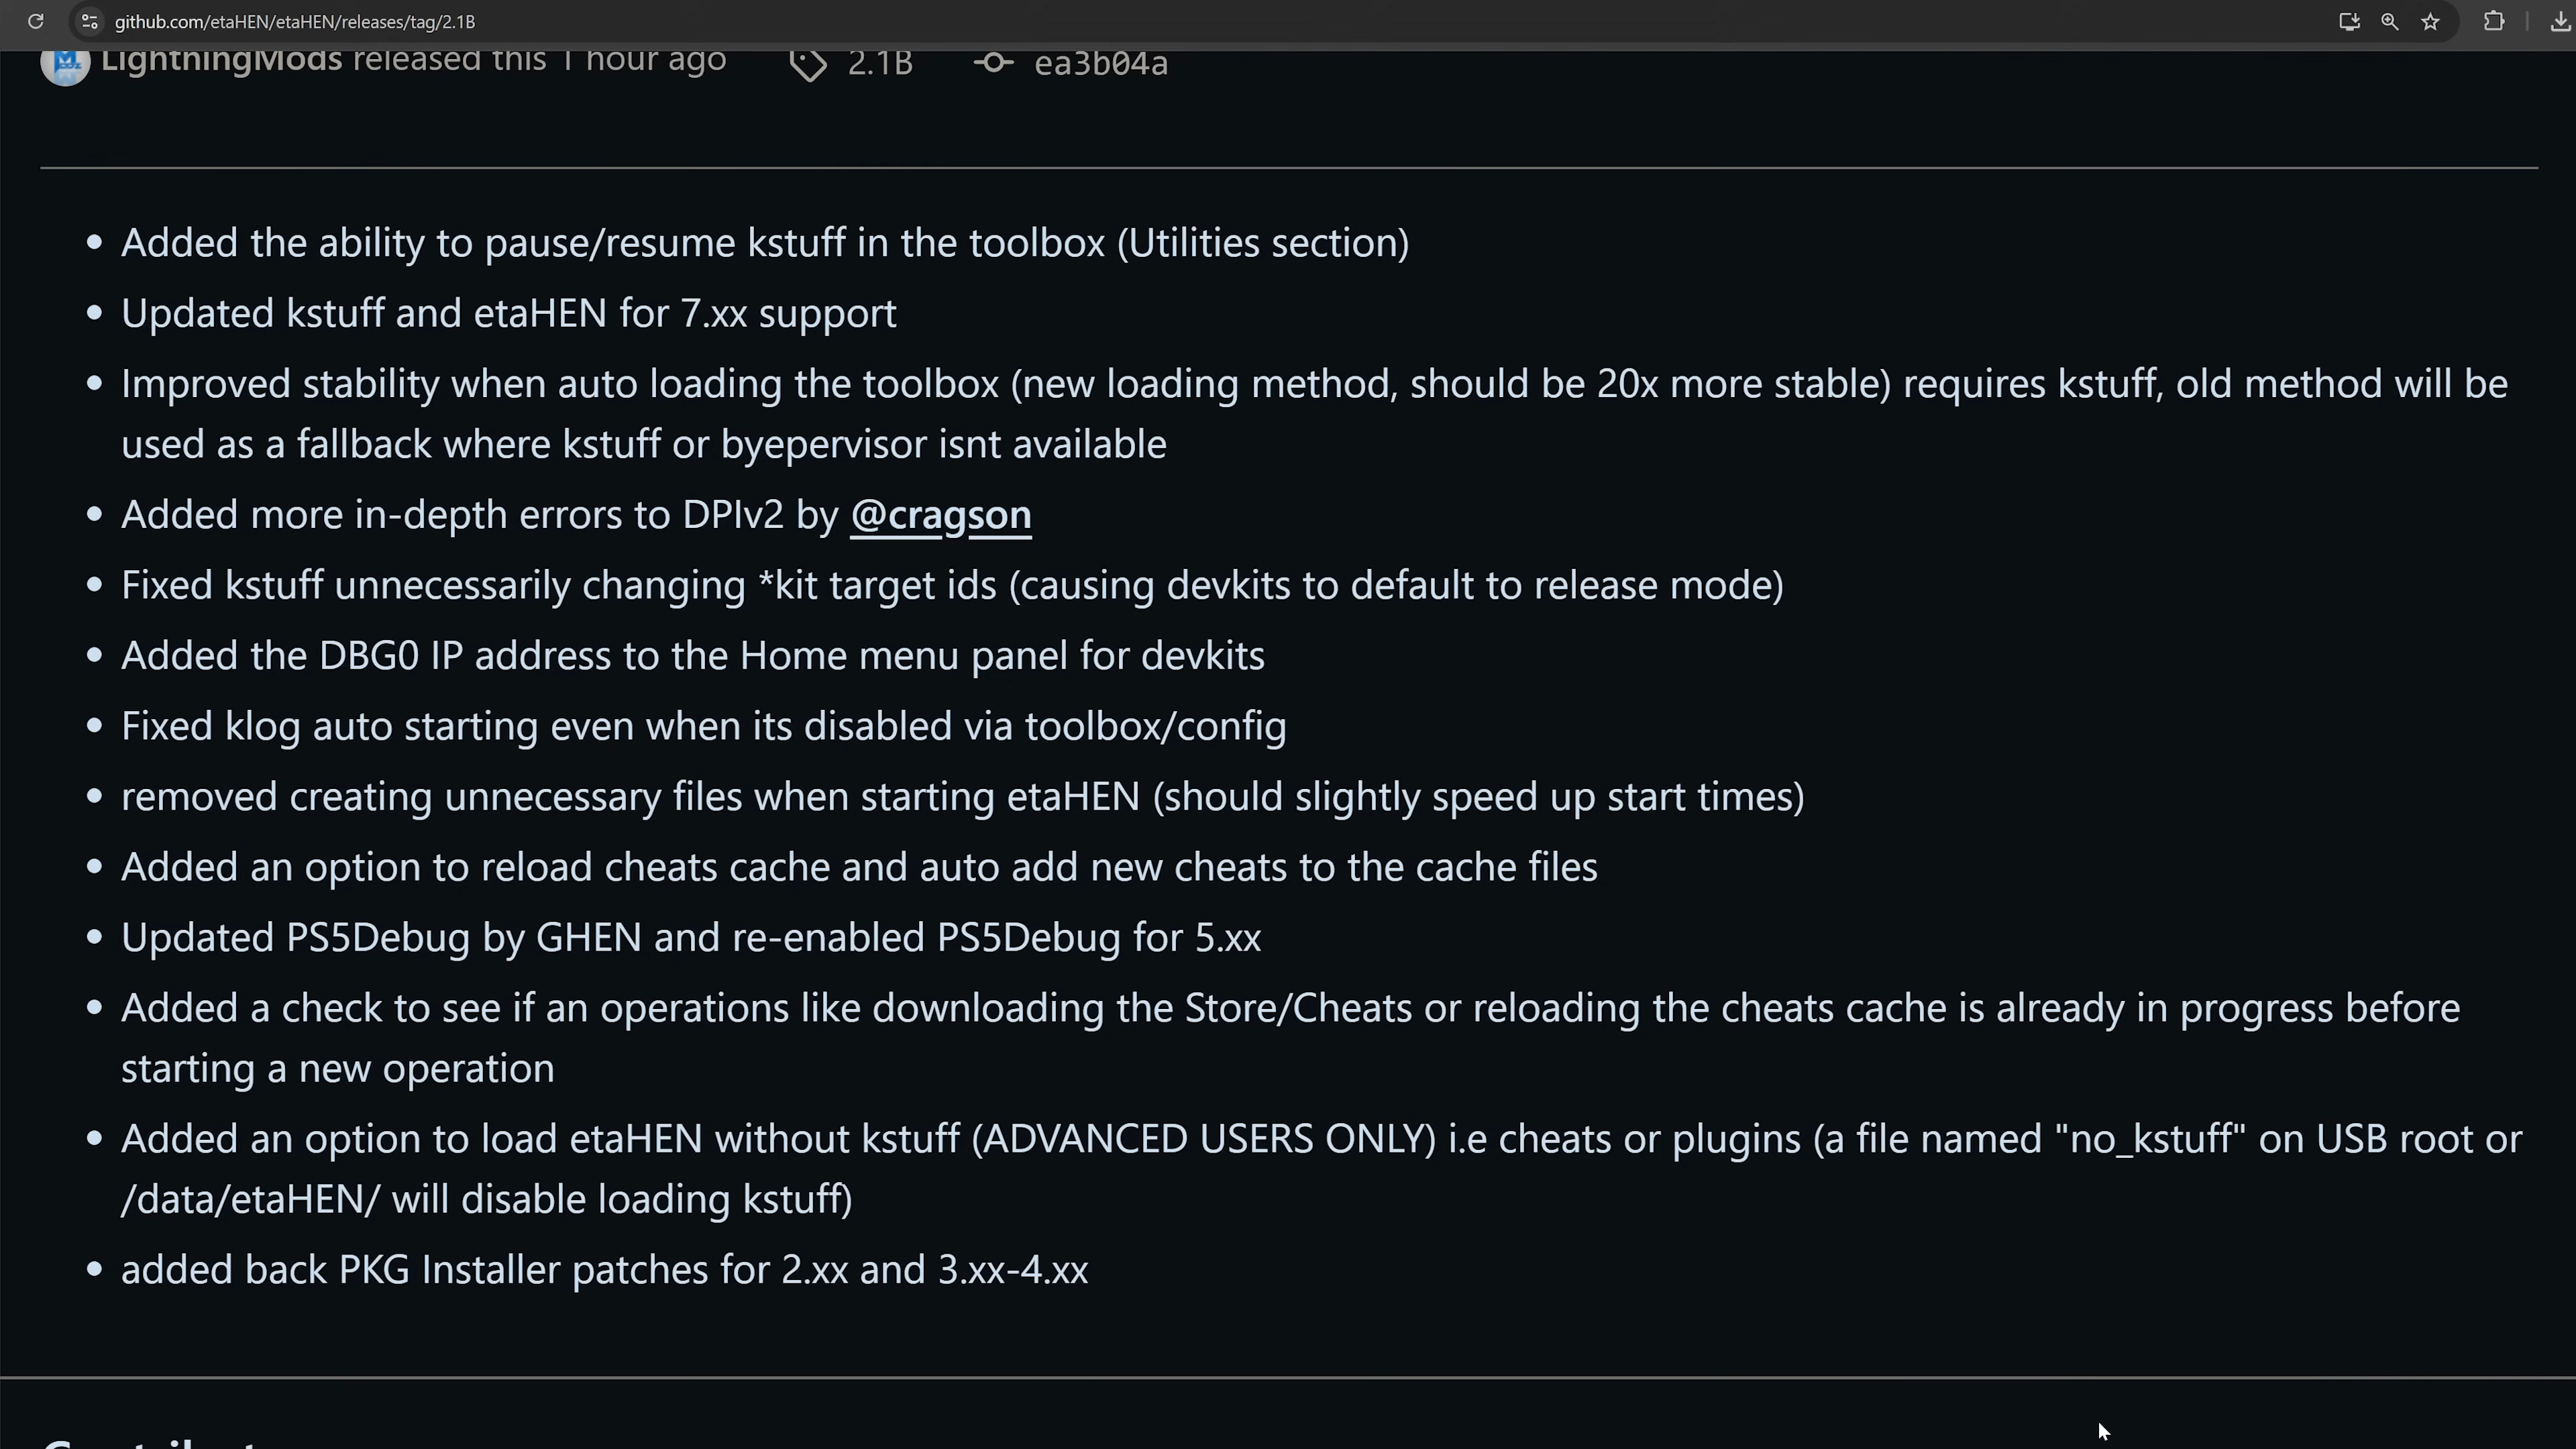 github.com/etaHEN/etaHEN/releases/tag/2.1B
LightningMods released this 1 hour ago 2.1B ea3b04a
• Added the ability to pause/resume kstuff in the toolbox (Utilities section)
• Updated kstuff and etaHEN for 7.xx support
• Improved stability when auto loading the toolbox (new loading method, should be 20x more stable) requires kstuff, old method will be
used as a fallback where kstuff or byepervisor isnt available
• Added more in-depth errors to DPIv2 by @cragson
• Fixed kstuff unnecessarily changing *kit target ids (causing devkits to default to release mode)
• Added the DBG0 IP address to the Home menu panel for devkits
• Fixed klog auto starting even when its disabled via toolbox/config
• removed creating unnecessary files when starting etaHEN (should slightly speed up start times)
• Added an option to reload cheats cache and auto add new cheats to the cache files
• Updated PS5Debug by GHEN and re-enabled PS5Debug for 5.xx
• Added a check to see if an operations like downloading the Store/Cheats or reloading the cheats cache is already in progress before
starting a new operation
• Added an option to load etaHEN without kstuff (ADVANCED USERS ONLY) i.e cheats or plugins (a file named "no_kstuff" on USB root or
/data/etaHEN/ will disable loading kstuff)
• added back PKG Installer patches for 2.xx and 3.xx-4.xx